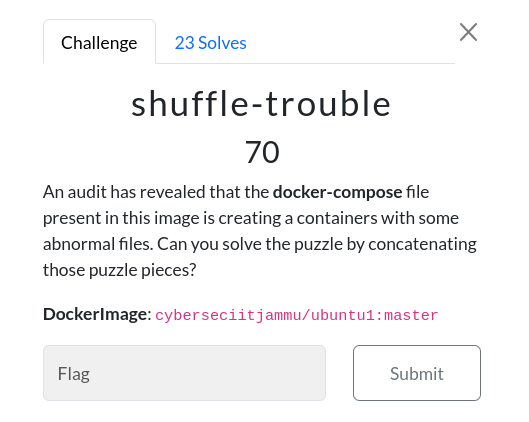 Challenge
23 Solves
shuffle-trouble
70
An audit has revealed that the docker-compose file
present in this image is creating a containers with some
abnormal files. Can you solve the puzzle by concatenating
those puzzle pieces?
DockerImage: cyberseciitjammu/ubuntu1:master
Flag
Submit